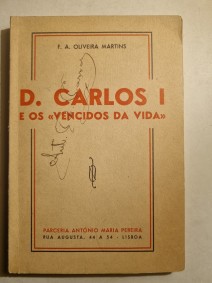 F. A. OLIVEIRA MARTINS
D. CARLOS I
E OS «VENCIDOS DA VIDA»
PARCERIA ANTÓNIO MARIA PEREIRA
RUA AUGUSTA, 44 A 54 - LISBOA